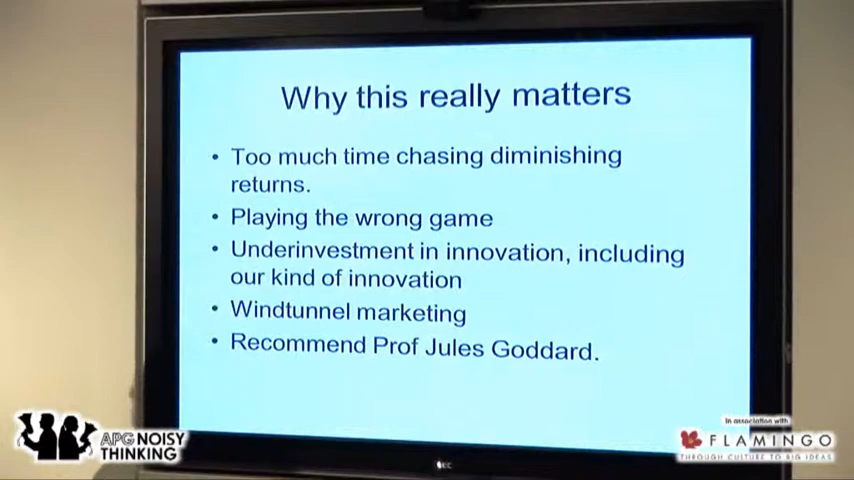 Why this really matters
• Too much time chasing diminishing
returns.
• Playing the wrong game
• Underinvestment in innovation, including
our kind of innovation
• Windtunnel marketing
• Recommend Prof Jules Goddard.
APG NOISY
THINKING
In association with
FLAMINGO
THROUGH CULTURE TO BIG IDEAS
NEC